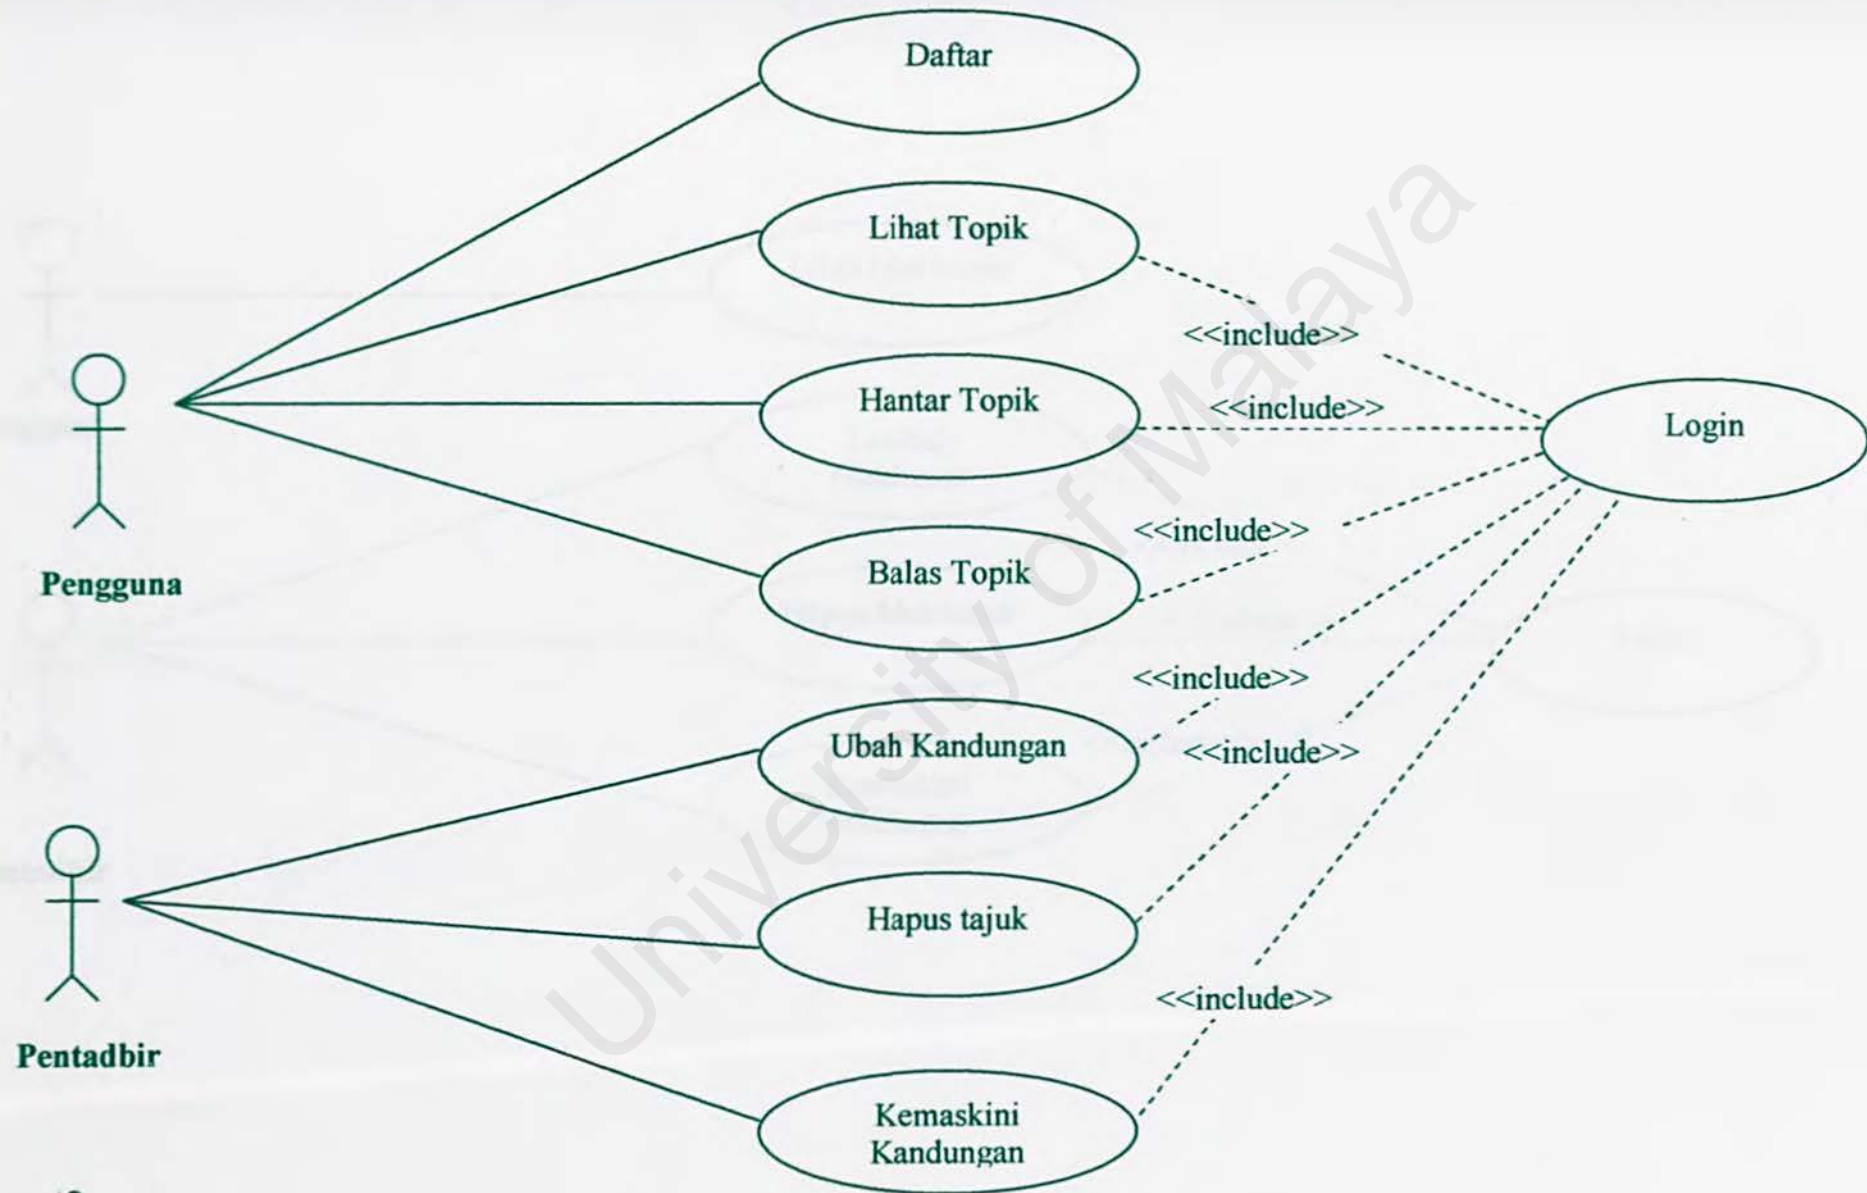 Daftar
Lihat Topik
<<include>>
Hantar Topik
<<include>>
Login
<<include>>
Balas Topik
Pengguna
<<include>>
Ubah Kandungan
<<include>>
Hapus tajuk
<<include>>
Pentadbir
Kemaskini
Kandungan
University of Malaya